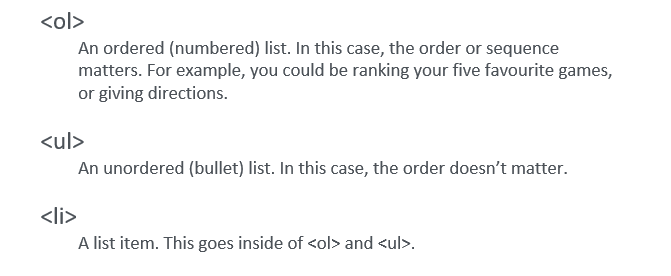 <ol>
An ordered (numbered) list. In this case, the order or sequence
matters. For example, you could be ranking your five favourite games,
or giving directions.
<ul>
An unordered (bullet) list. In this case, the order doesn’t matter.
<li>
A list item. This goes inside of <ol> and <ul>.